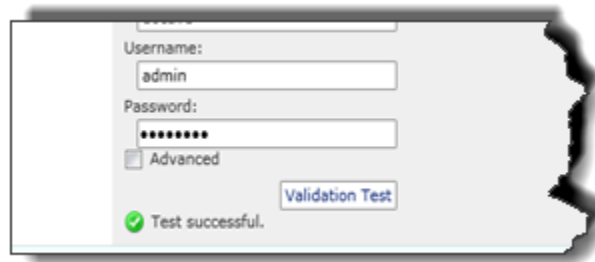 Username:
admin
Password:
••••••••
Advanced
Validation Test
Test successful.